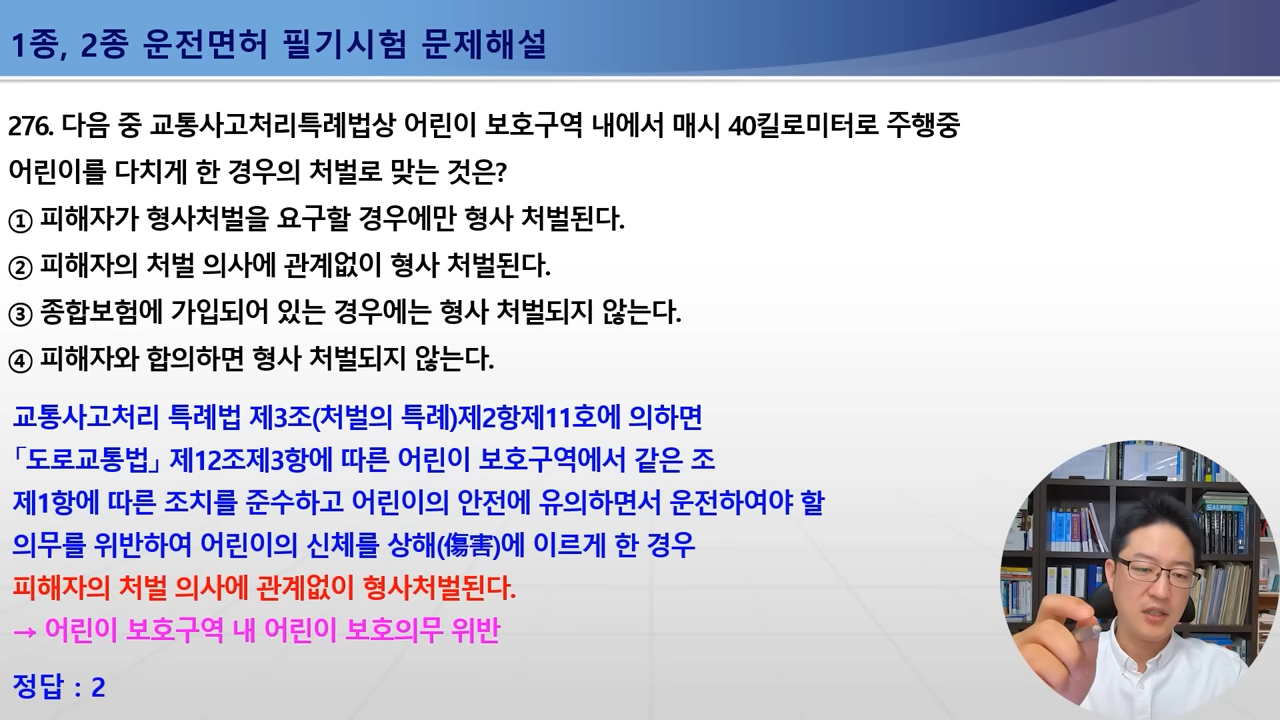 1종, 2종 운전면허 필기시험 문제해설
276. 다음 중 교통사고처리특례법상 어린이 보호구역 내에서 매시 40킬로미터로 주행중
어린이를 다치게 한 경우의 처벌로 맞는 것은?
① 피해자가 형사처벌을 요구할 경우에만 형사 처벌된다.
② 피해자의 처벌 의사에 관계없이 형사 처벌된다.
③ 종합보험에 가입되어 있는 경우에는 형사 처벌되지 않는다.
④ 피해자와 합의하면 형사 처벌되지 않는다.
교통사고처리 특례법 제3조(처벌의 특례)제2항제11호에 의하면
「도로교통법」 제12조제3항에 따른 어린이 보호구역에서 같은 조
제1항에 따른 조치를 준수하고 어린이의 안전에 유의하면서 운전하여야 할
의무를 위반하여 어린이의 신체를 상해(傷害)에 이르게 한 경우
피해자의 처벌 의사에 관계없이 형사처벌된다.
→ 어린이 보호구역 내 어린이 보호의무 위반
정답 : 2